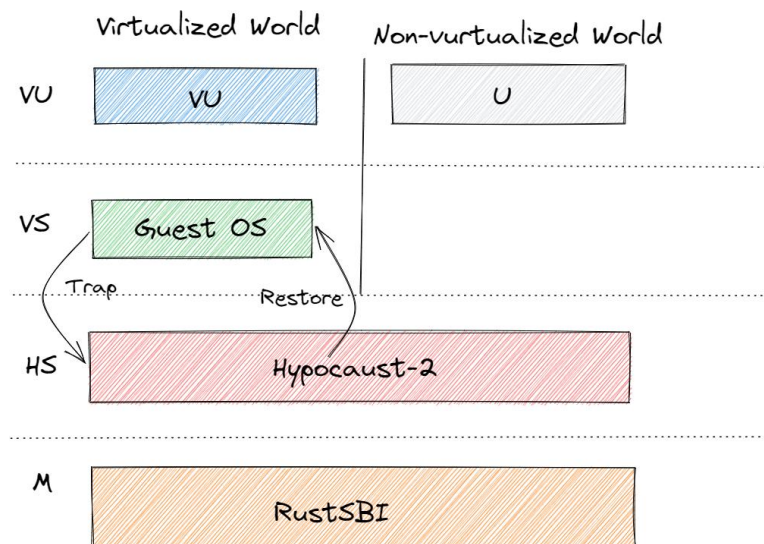 Virtualized World
Non-vurtualized World
VU
VU
U
VS
Guest OS
Trap
Restore
HS
Hypocaust-2
M
RustSBI